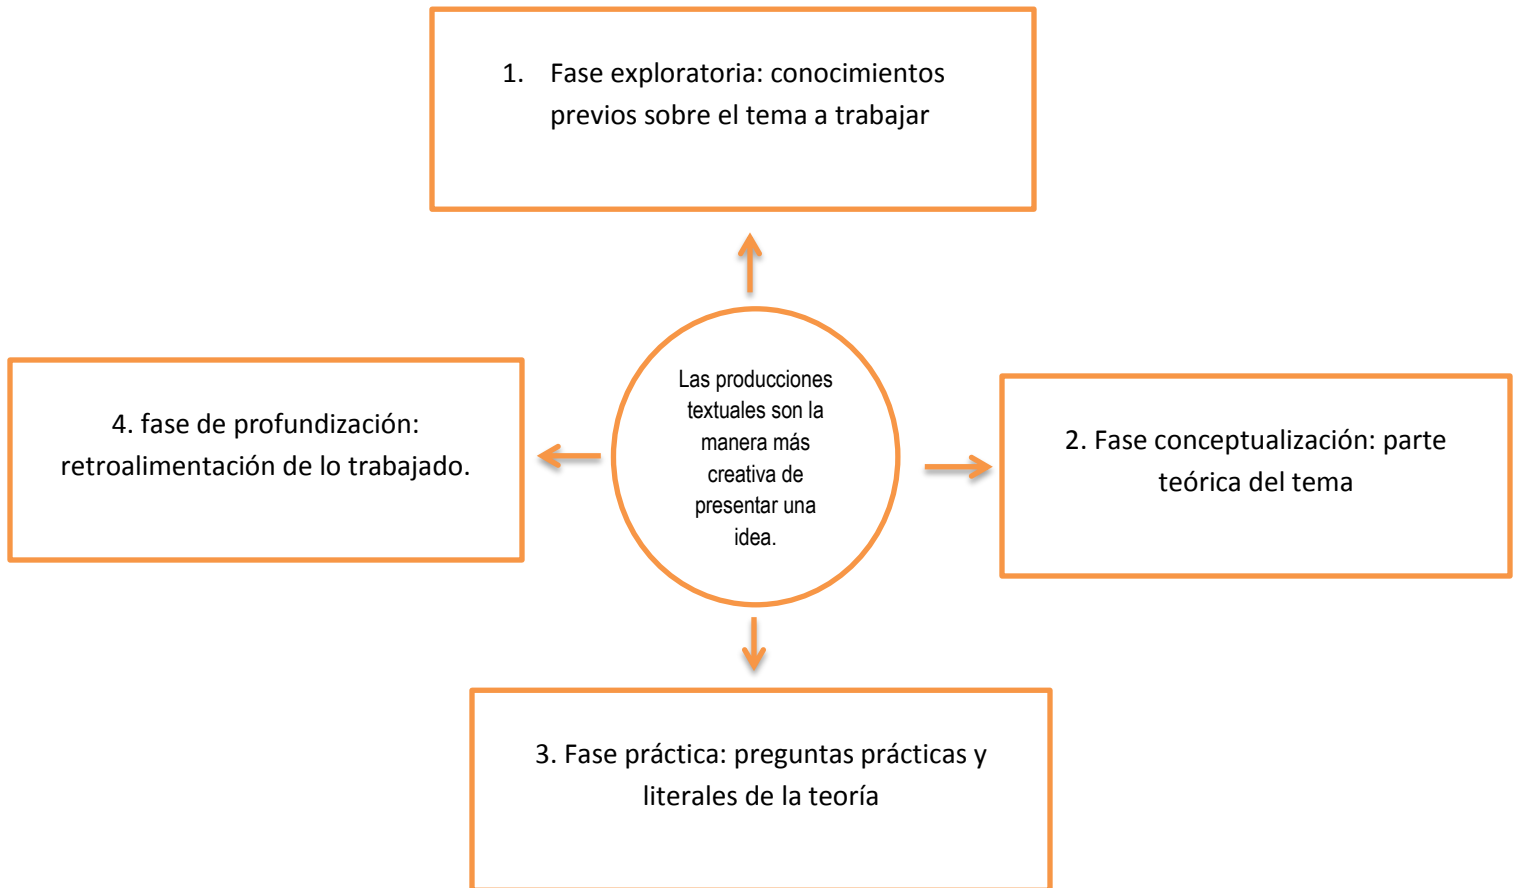 1. Fase exploratoria: conocimientos
previos sobre el tema a trabajar
Las producciones
textuales son la
manera más
creativa de
presentar una
idea.
4. fase de profundización:
retroalimentación de lo trabajado.
2. Fase conceptualización: parte
teórica del tema
3. Fase práctica: preguntas prácticas y
literales de la teoría